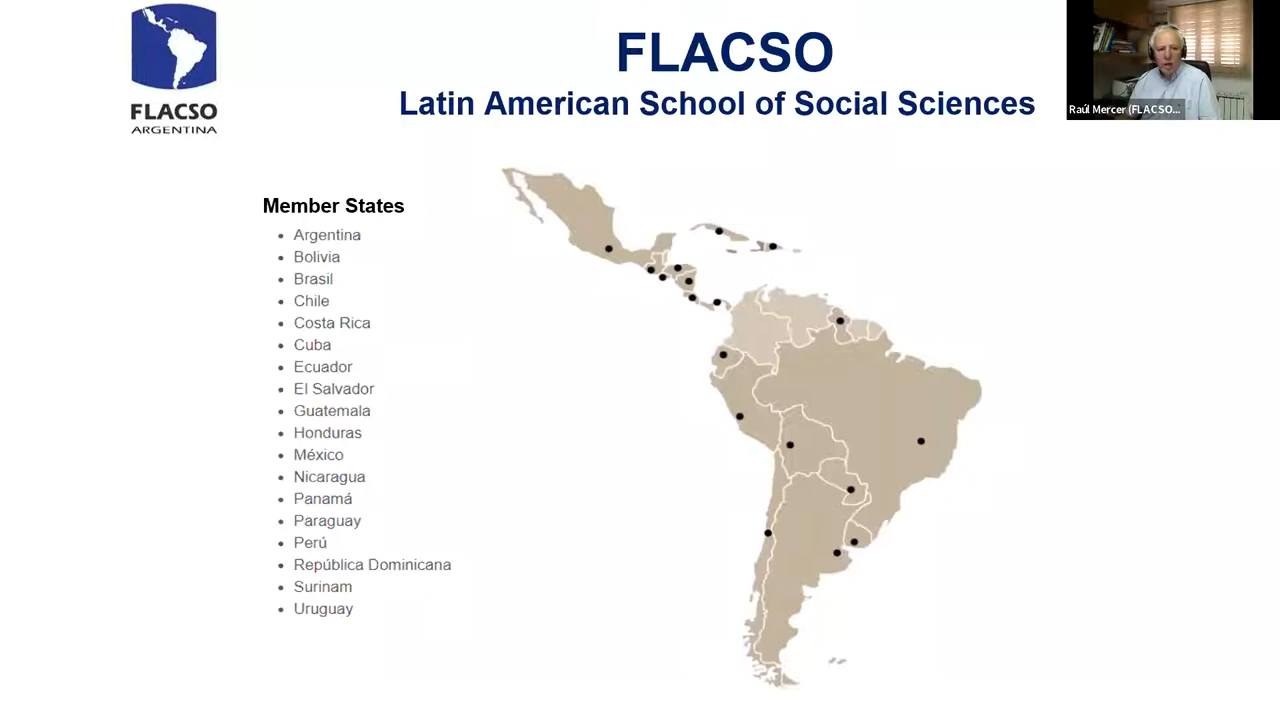 FLACSO
ARGENTINA
FLACSO
Latin American School of Social Sciences
Raúl Mercer (FLACSO...
Member States
Argentina
Bolivia
Brasil
Chile
Costa Rica
Cuba
Ecuador
El Salvador
Guatemala
Honduras
México
Nicaragua
Panamá
Paraguay
Perú
República Dominicana
Surinam
Uruguay